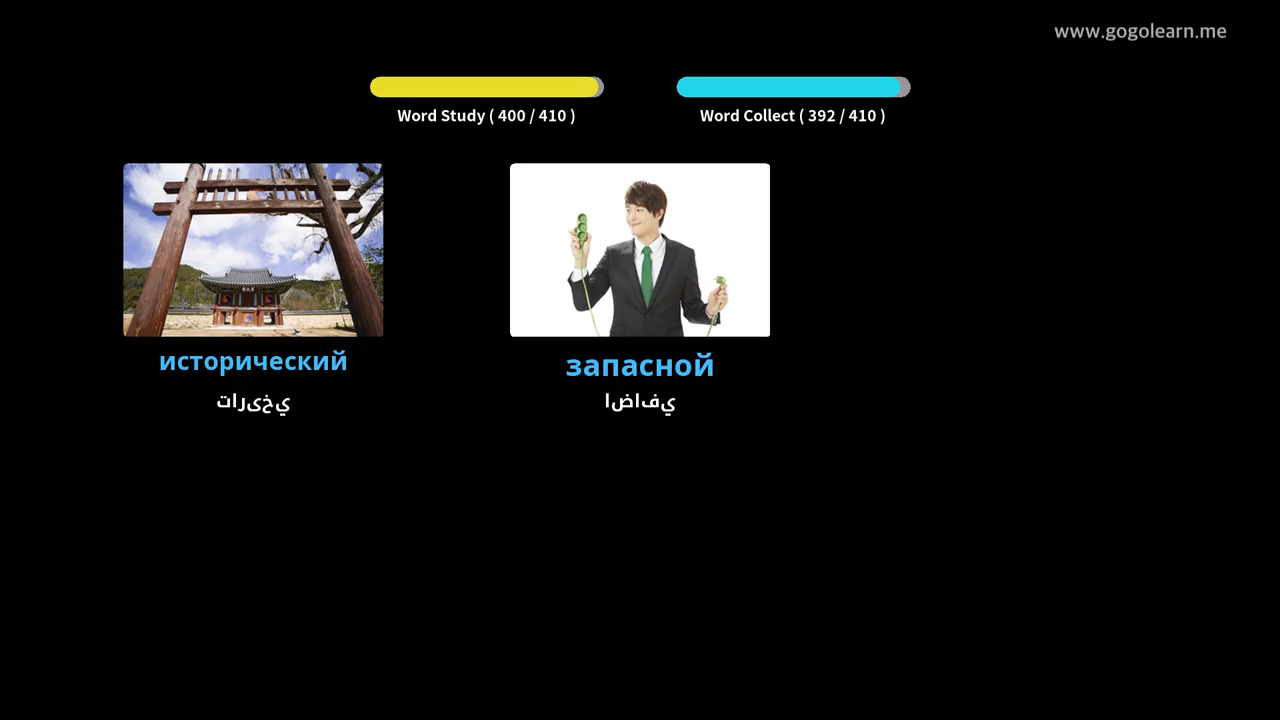 www.gogolearn.me
Word Study ( 400 / 410 )
Word Collect ( 392 / 410 )
исторический
تاريخي
запасной
اضافي